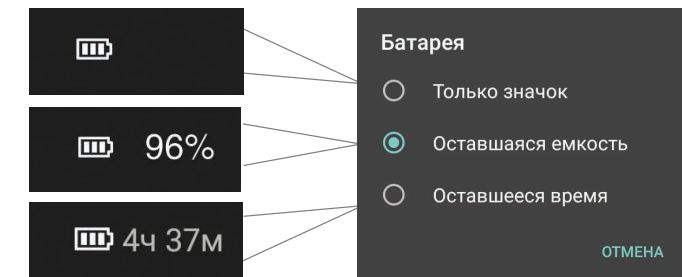 96%
4ч 37м
Батарея
Только значок
Оставшаяся емкость
Оставшееся время
ОТМЕНА